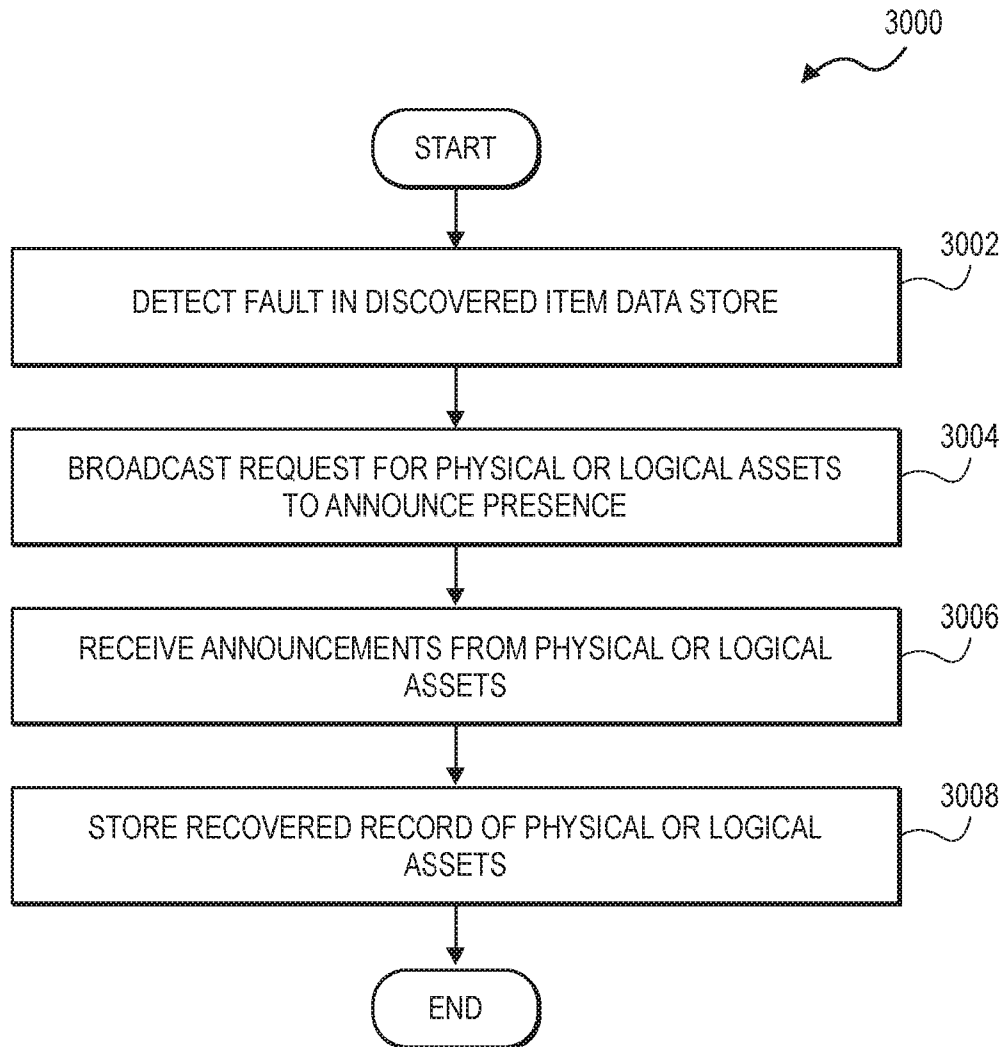 3000
START
3002
DETECT FAULT IN DISCOVERED ITEM DATA STORE
3004
BROADCAST REQUEST FOR PHYSICAL OR LOGICAL ASSETS
TO ANNOUNCE PRESENCE
3006
RECEIVE ANNOUNCEMENTS FROM PHYSICAL OR LOGICAL
ASSETS
3008
STORE RECOVERED RECORD OF PHYSICAL OR LOGICAL
ASSETS
END